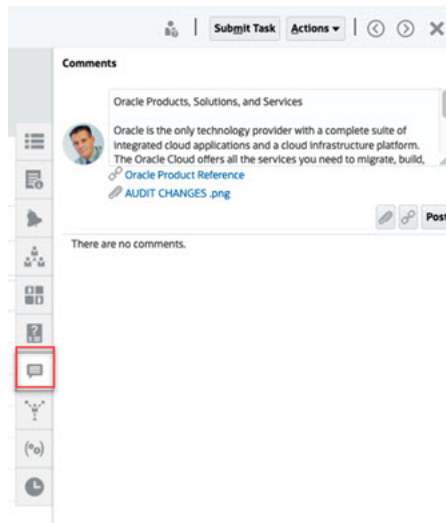 Submit Task
Actions
Comments
Oracle Products, Solutions, and Services
Oracle is the only technology provider with a complete suite of
integrated cloud applications and a cloud infrastructure platform.
The Oracle Cloud offers all the services you need to migrate, build,
Oracle Product Reference
AUDIT CHANGES .png
Post
There are no comments.